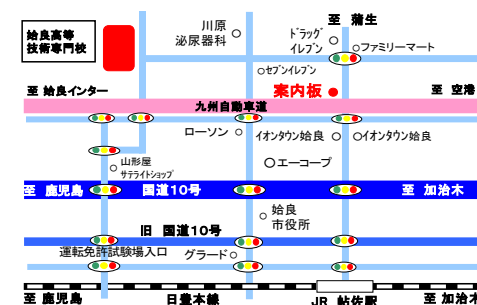 至 蒲生
姶良高等
技術専門校
川原
泌尿器科
ドラッグ
イレブン
ファミリーマート
セブンイレブン
至 姶良インター
案内板
至 空港
九州自動車道
ローソン
イオンタウン姶良
イオンタウン姶良
山形屋
サテライトショップ
エーコープ
至 鹿児島
国道10号
至 加治木
姶良
市役所
旧 国道10号
運転免許試験場入口
グラード
至 鹿児島
日豊本線
JR 帖佐駅
至 加治木